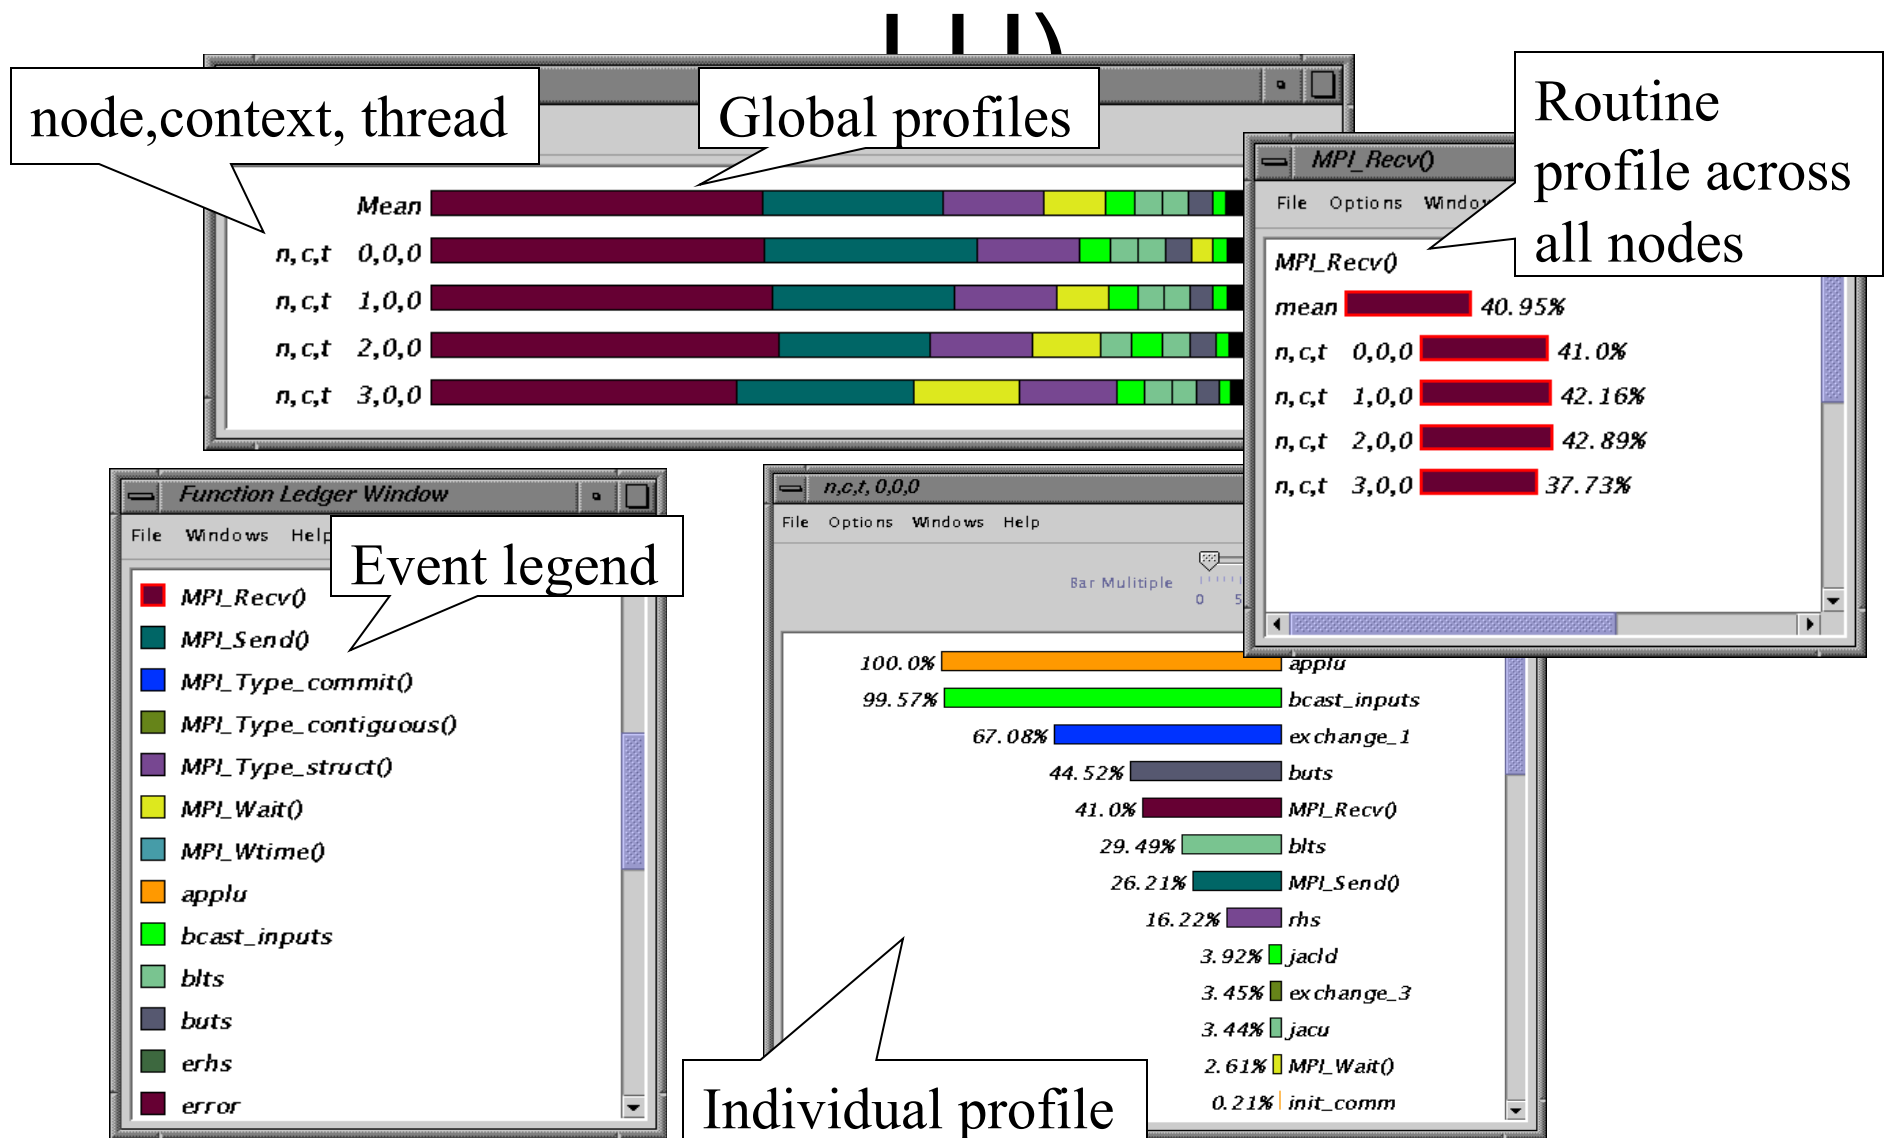 LU)
node,context, thread
Global profiles
Routine
profile across
all nodes
Mean
n,c,t 0,0,0
n,c,t 1,0,0
n,c,t 2,0,0
n,c,t 3,0,0
MPI_Recv()
File Options
MPI_Recv()
mean 40.95%
n,c,t 0,0,0 41.0%
n,c,t 1,0,0 42.16%
n,c,t 2,0,0 42.89%
n,c,t 3,0,0 37.73%
Function Ledger Window
File Windows Help
Event legend
MPI_Recv()
MPI_Send()
MPI_Type_commit()
MPI_Type_contiguous()
MPI_Type_struct()
MPI_Wait()
MPI_Wtime()
applu
bcast_inputs
blts
buts
erhs
error
n,c,t, 0,0,0
File Options Windows Help
Bar Mulitiple
0 5
100.0% applu
99.57% bcast_inputs
67.08% exchange_1
44.52% buts
41.0% MPI_Recv()
29.49% blts
26.21% MPI_Send()
16.22% rhs
3.92% jacld
3.45% exchange_3
3.44% jacu
2.61% MPI_Wait()
0.21% init_comm
Individual profile